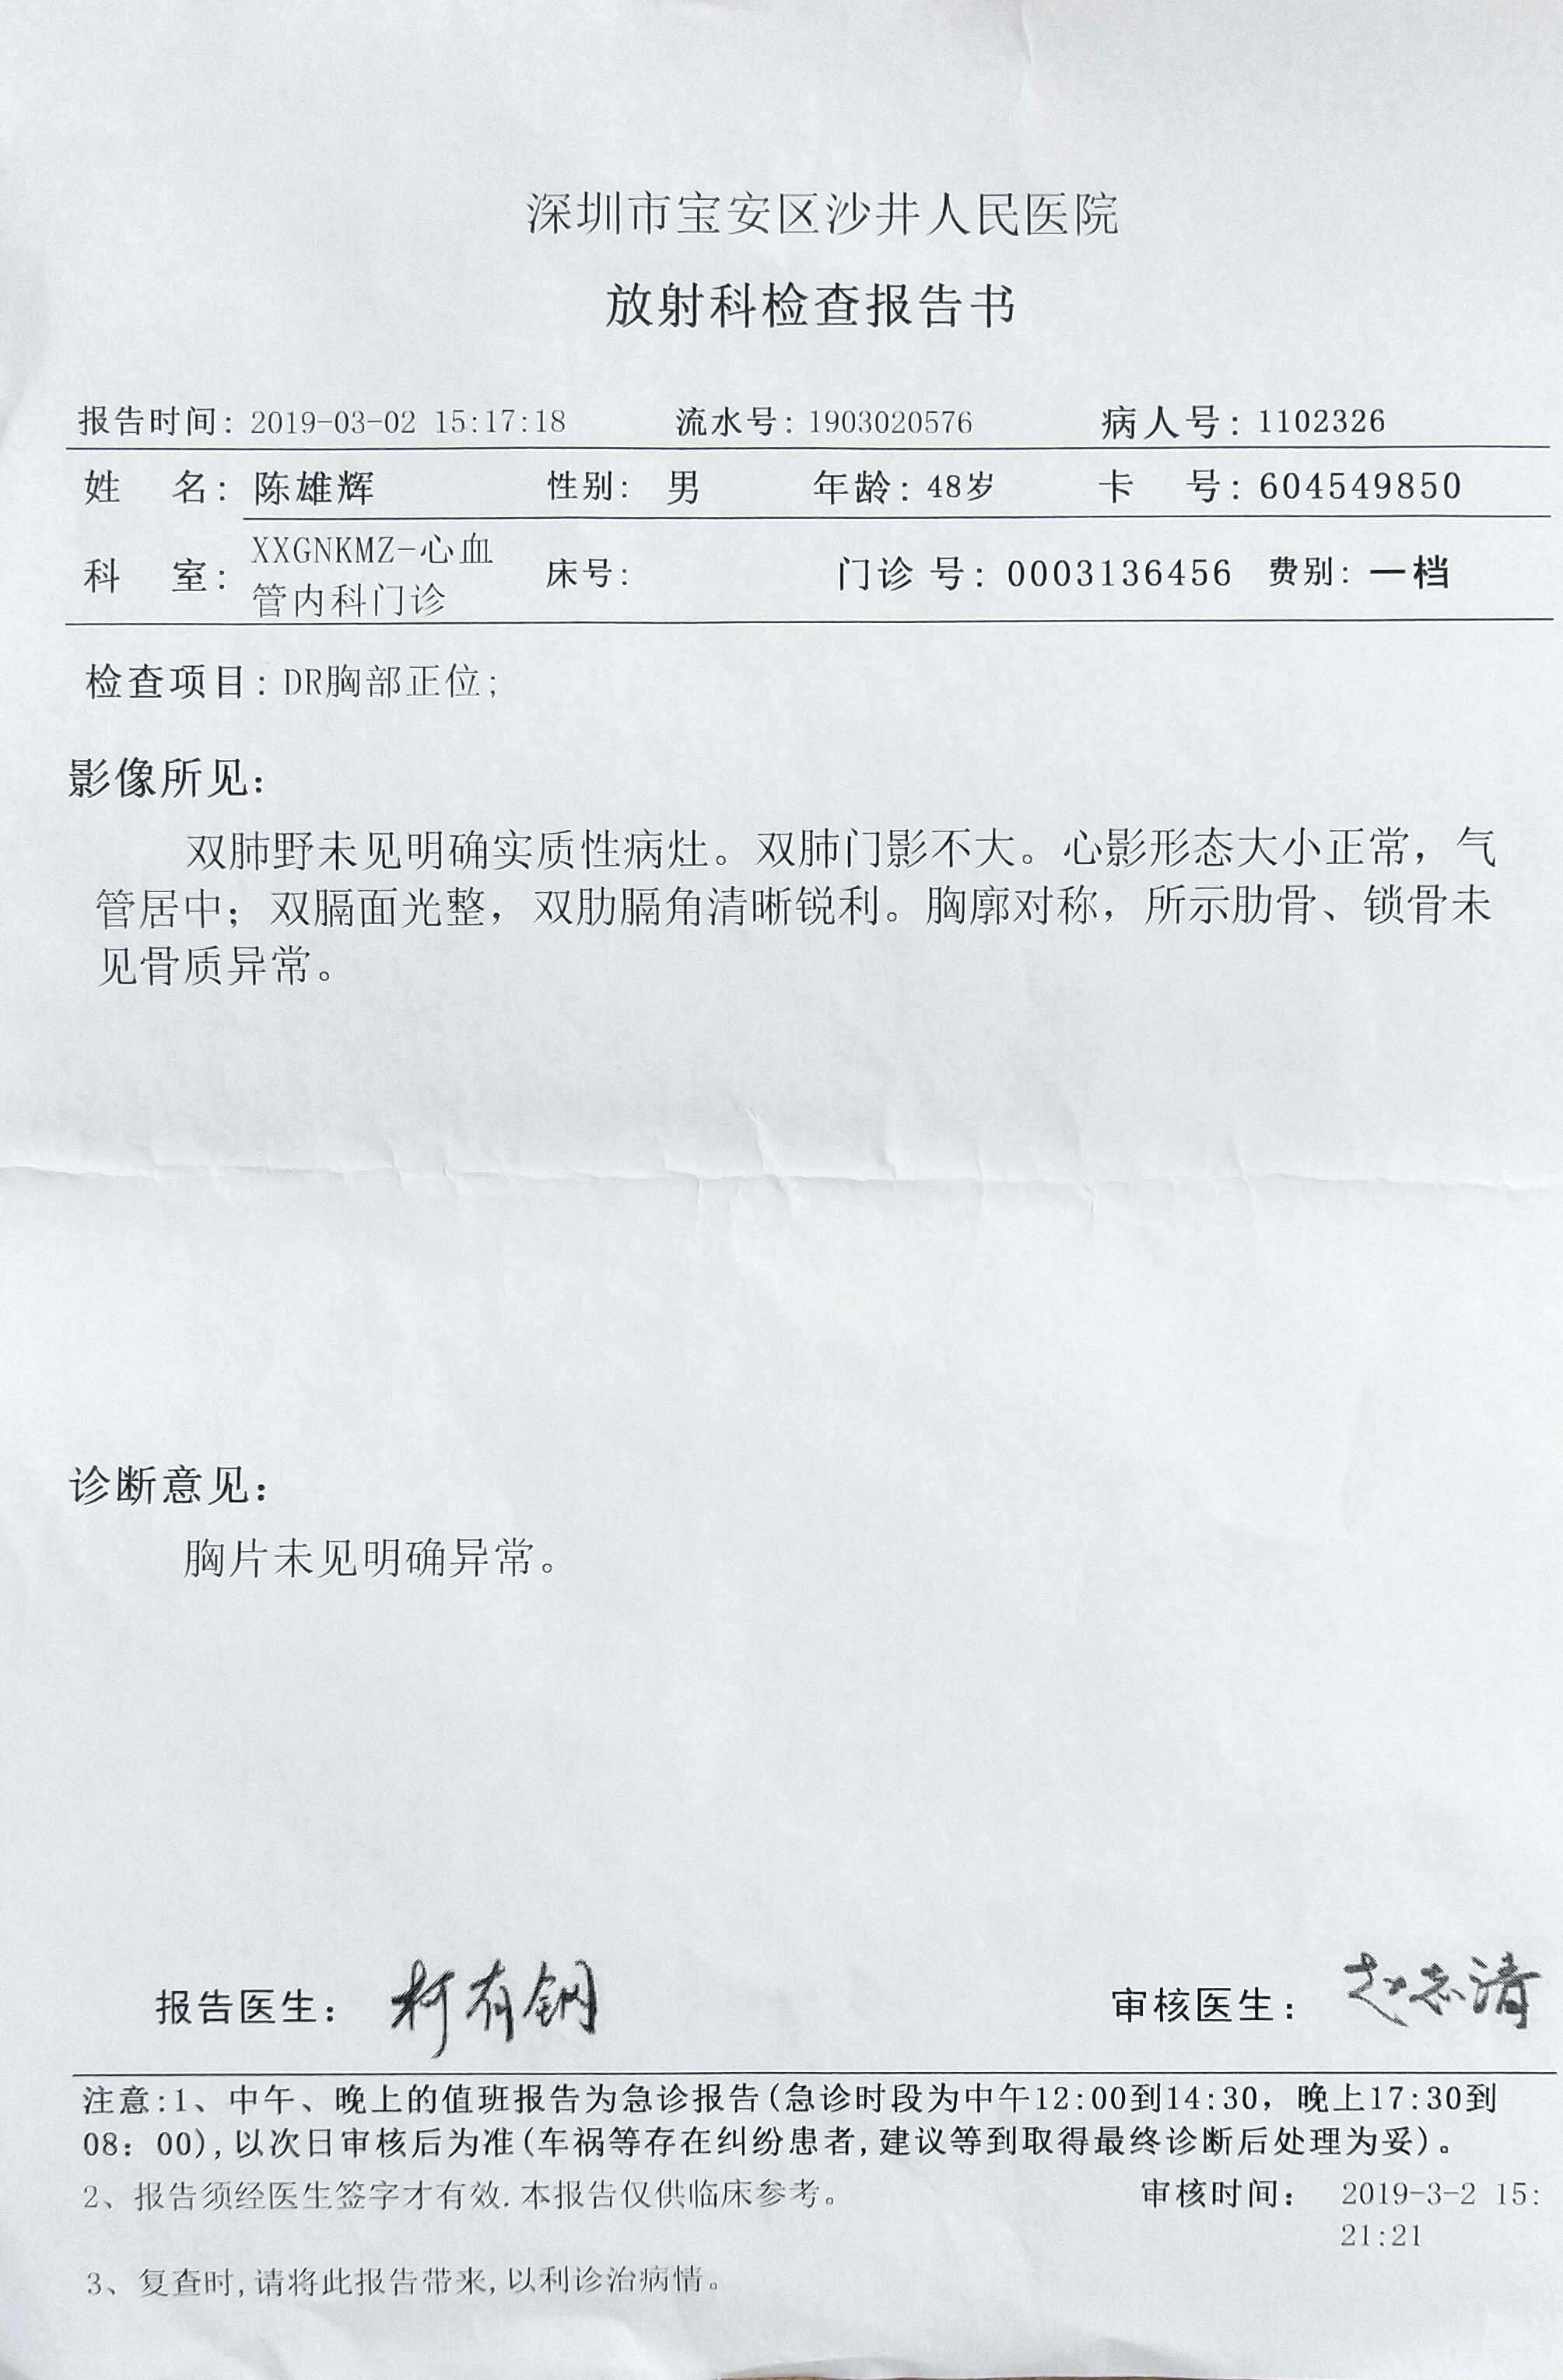 深圳市宝安区沙井人民医院
放射科检查报告书
报告时间: 2019-03-02 15:17:18 流水号: 1903020576 病人号: 1102326
姓 名: 陈雄辉 性别: 男 年龄: 48岁 卡 号: 604549850
科 室: XXGNKMZ-心血管内科门诊 床号: 门诊 号: 0003136456 费别: 一档
检查项目: DR胸部正位;
影像所见:
双肺野未见明确实质性病灶。双肺门影不大。心影形态大小正常，气
管居中；双膈面光整，双肋膈角清晰锐利。胸廓对称，所示肋骨、锁骨未
见骨质异常。
诊断意见:
胸片未见明确异常。
报告医生: 柯有钢 审核医生: 赵志清
注意:1、中午、晚上的值班报告为急诊报告(急诊时段为中午12:00到14:30，晚上17:30到
08: 00),以次日审核后为准(车祸等存在纠纷患者,建议等到取得最终诊断后处理为妥)。
2、报告须经医生签字才有效.本报告仅供临床参考。 审核时间: 2019-3-2 15:
21:21
3、复查时,请将此报告带来,以利诊治病情。